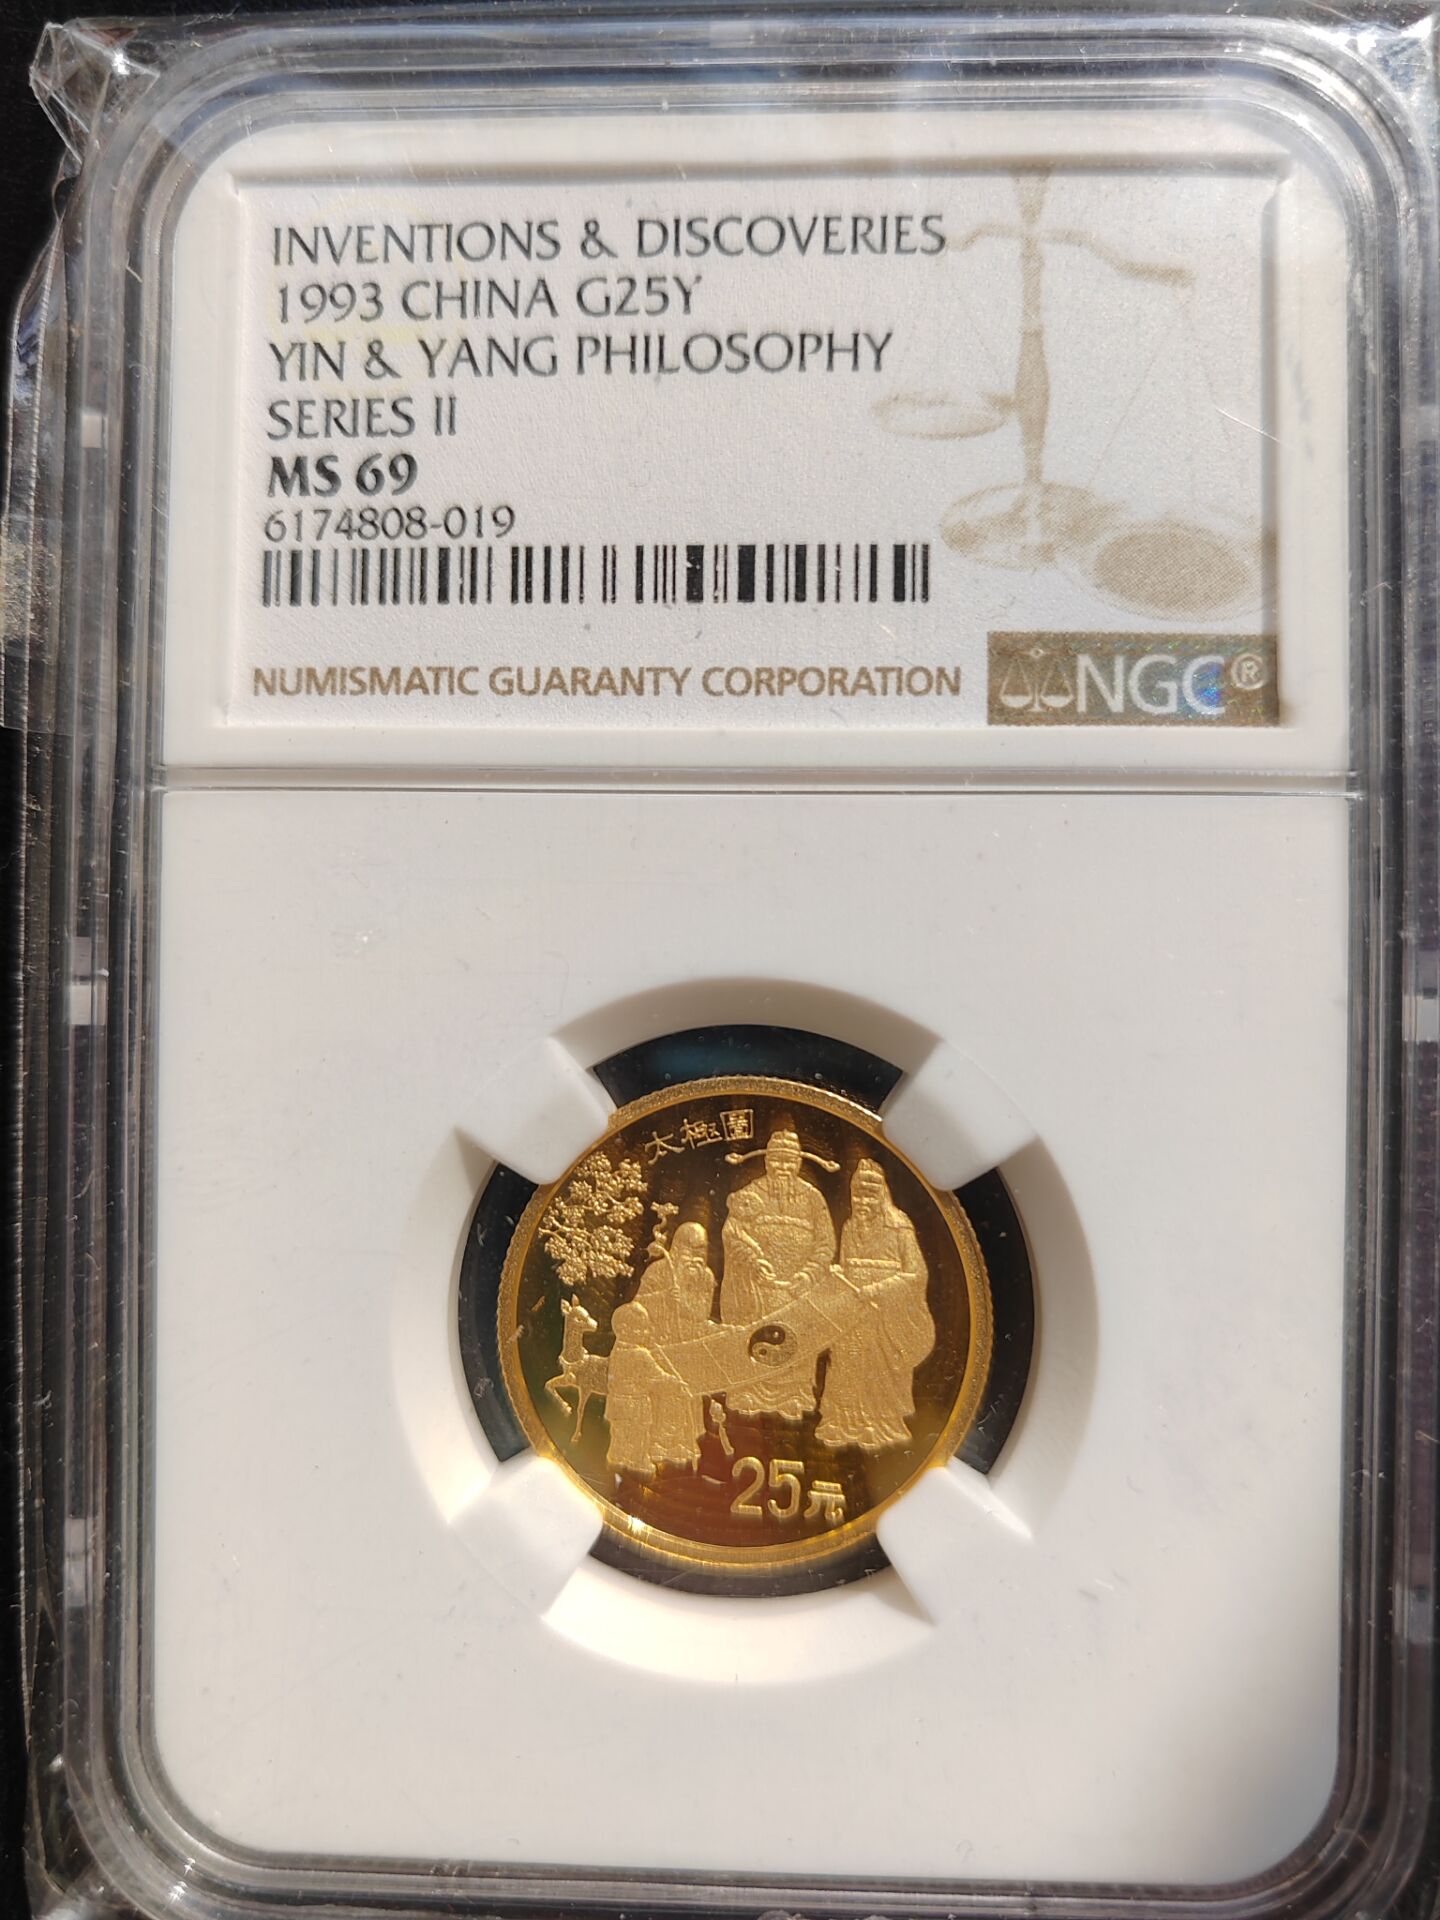 INVENTIONS & DISCOVERIES
1993 CHINA G25Y
YIN & YANG PHILOSOPHY
SERIES II
MS 69
6174808-019
NUMISMATIC GUARANTY CORPORATION
NGC®
太極圖
25元